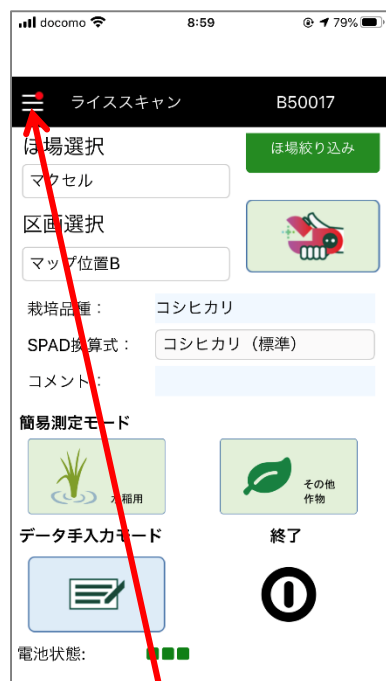 docomo 8:59 79%
ライススキャン B50017
ほ場選択 ほ場絞り込み
マクセル
区画選択
マップ位置B
栽培品種： コシヒカリ
SPAD換算式： コシヒカリ（標準）
コメント：
簡易測定モード
水稲用 その他
作物
データ手入力モード 終了
電池状態: